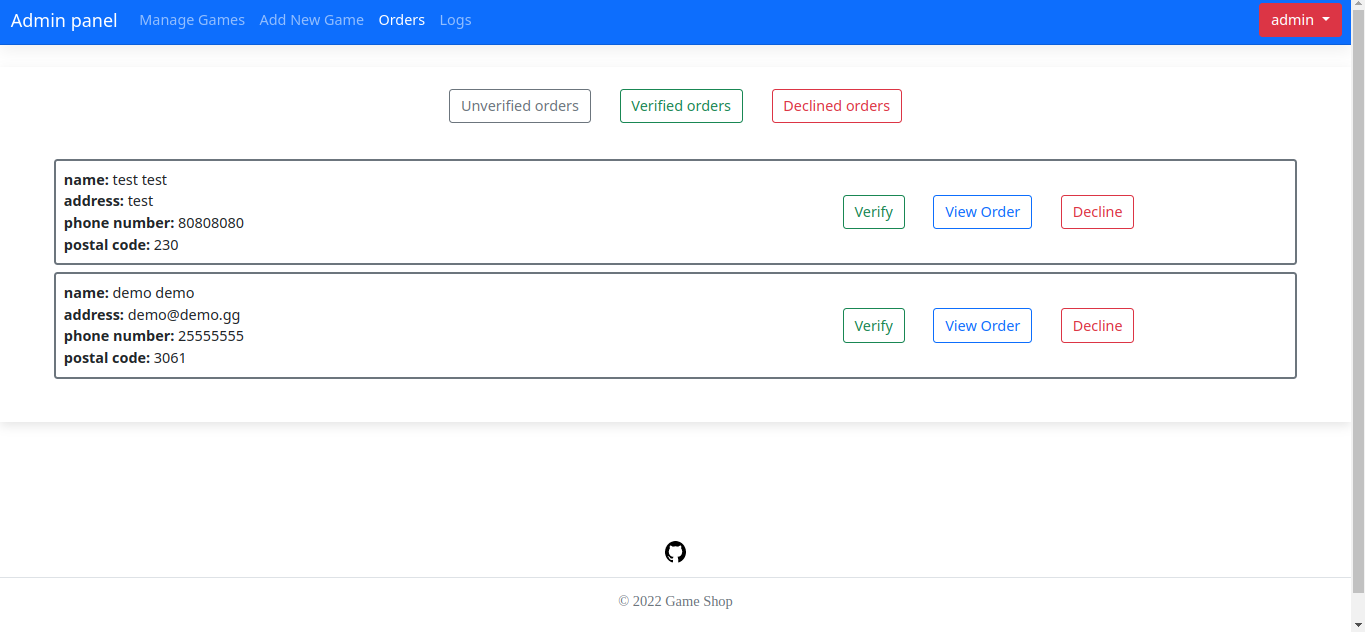 Admin panel Manage Games Add New Game Orders Logs admin
Unverified orders Verified orders Declined orders
name: test test
address: test
phone number: 80808080
postal code: 230
Verify View Order Decline
name: demo demo
address: demo@demo.gg
phone number: 25555555
postal code: 3061
Verify View Order Decline
© 2022 Game Shop